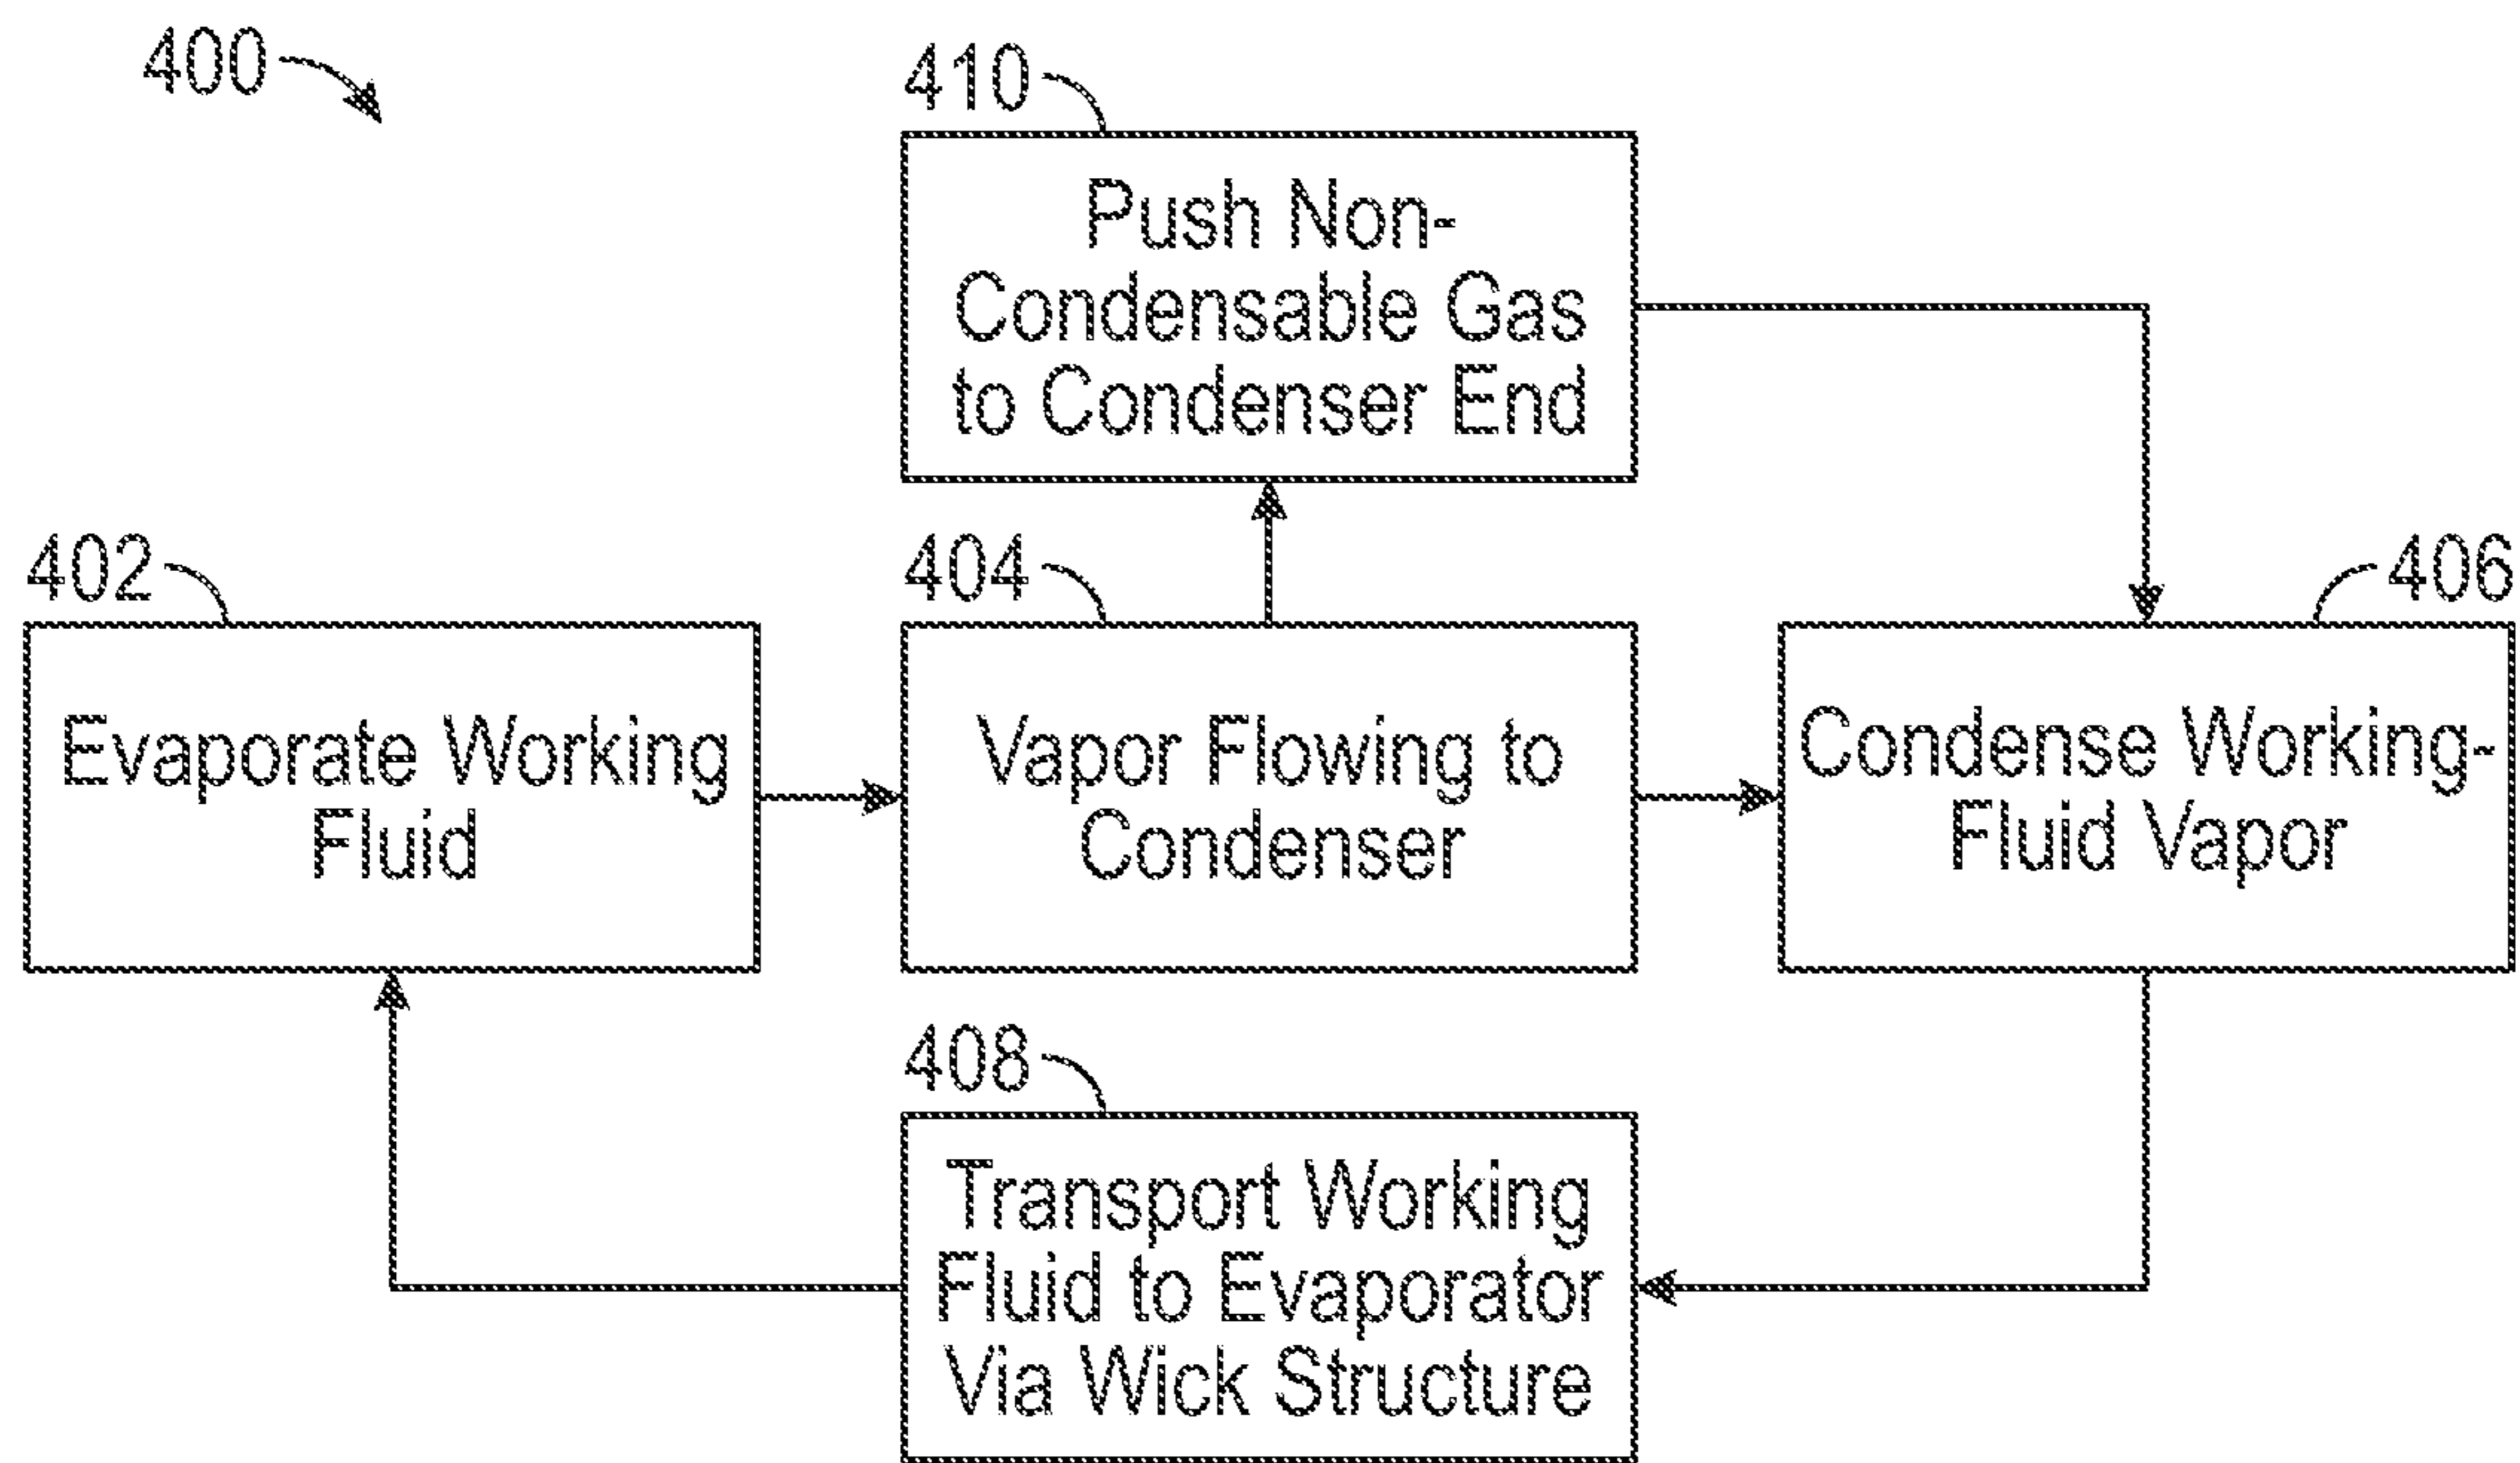 400
410
Push Non-
Condensable Gas
to Condenser End
402
404
406
Evaporate Working
Fluid
Vapor Flowing to
Condenser
Condense Working-
Fluid Vapor
408
Transport Working
Fluid to Evaporator
Via Wick Structure